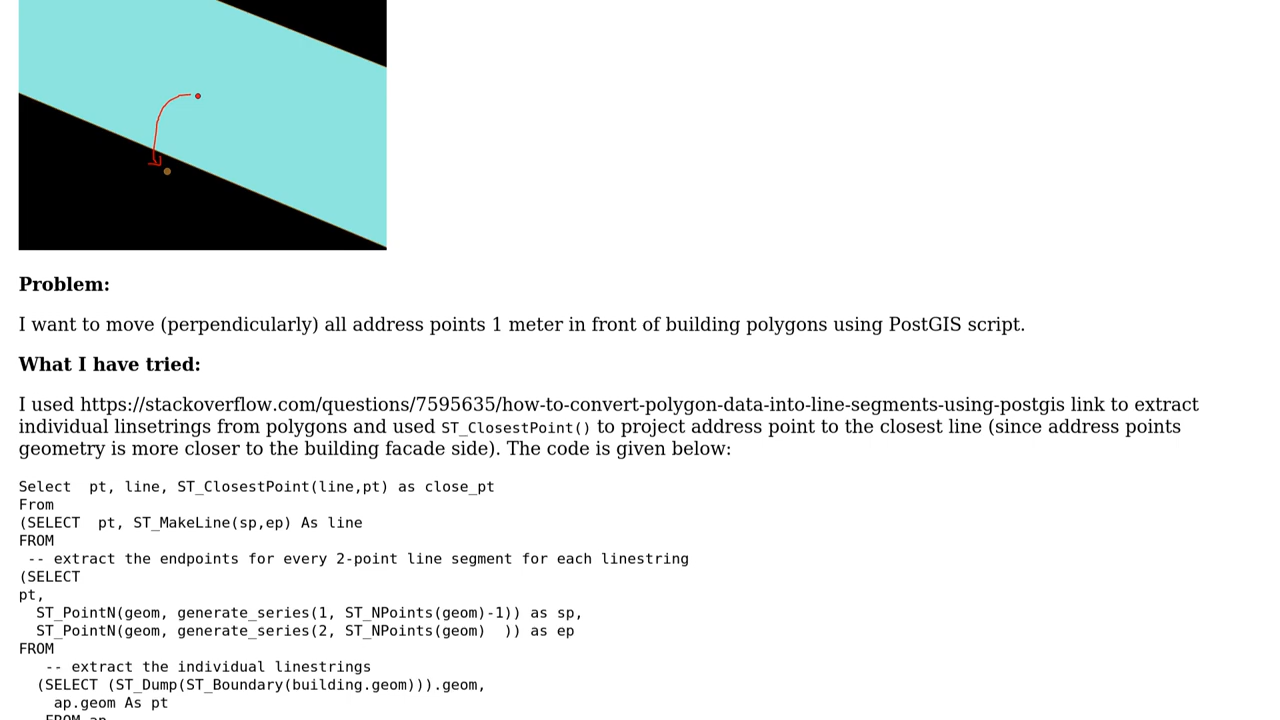 Problem:
I want to move (perpendicularly) all address points 1 meter in front of building polygons using PostGIS script.
What I have tried:
I used https://stackoverflow.com/questions/7595635/how-to-convert-polygon-data-into-line-segments-using-postgis link to extract
individual linsetrings from polygons and used ST_ClosestPoint() to project address point to the closest line (since address points
geometry is more closer to the building facade side). The code is given below:
Select  pt, line, ST_ClosestPoint(line,pt) as close_pt
From
(SELECT  pt, ST_MakeLine(sp,ep) As line
FROM
 -- extract the endpoints for every 2-point line segment for each linestring
(SELECT
pt,
  ST_PointN(geom, generate_series(1, ST_NPoints(geom)-1)) as sp,
  ST_PointN(geom, generate_series(2, ST_NPoints(geom)  )) as ep
FROM
   -- extract the individual linestrings
  (SELECT (ST_Dump(ST_Boundary(building.geom))).geom,
    ap.geom As pt
   FROM ap